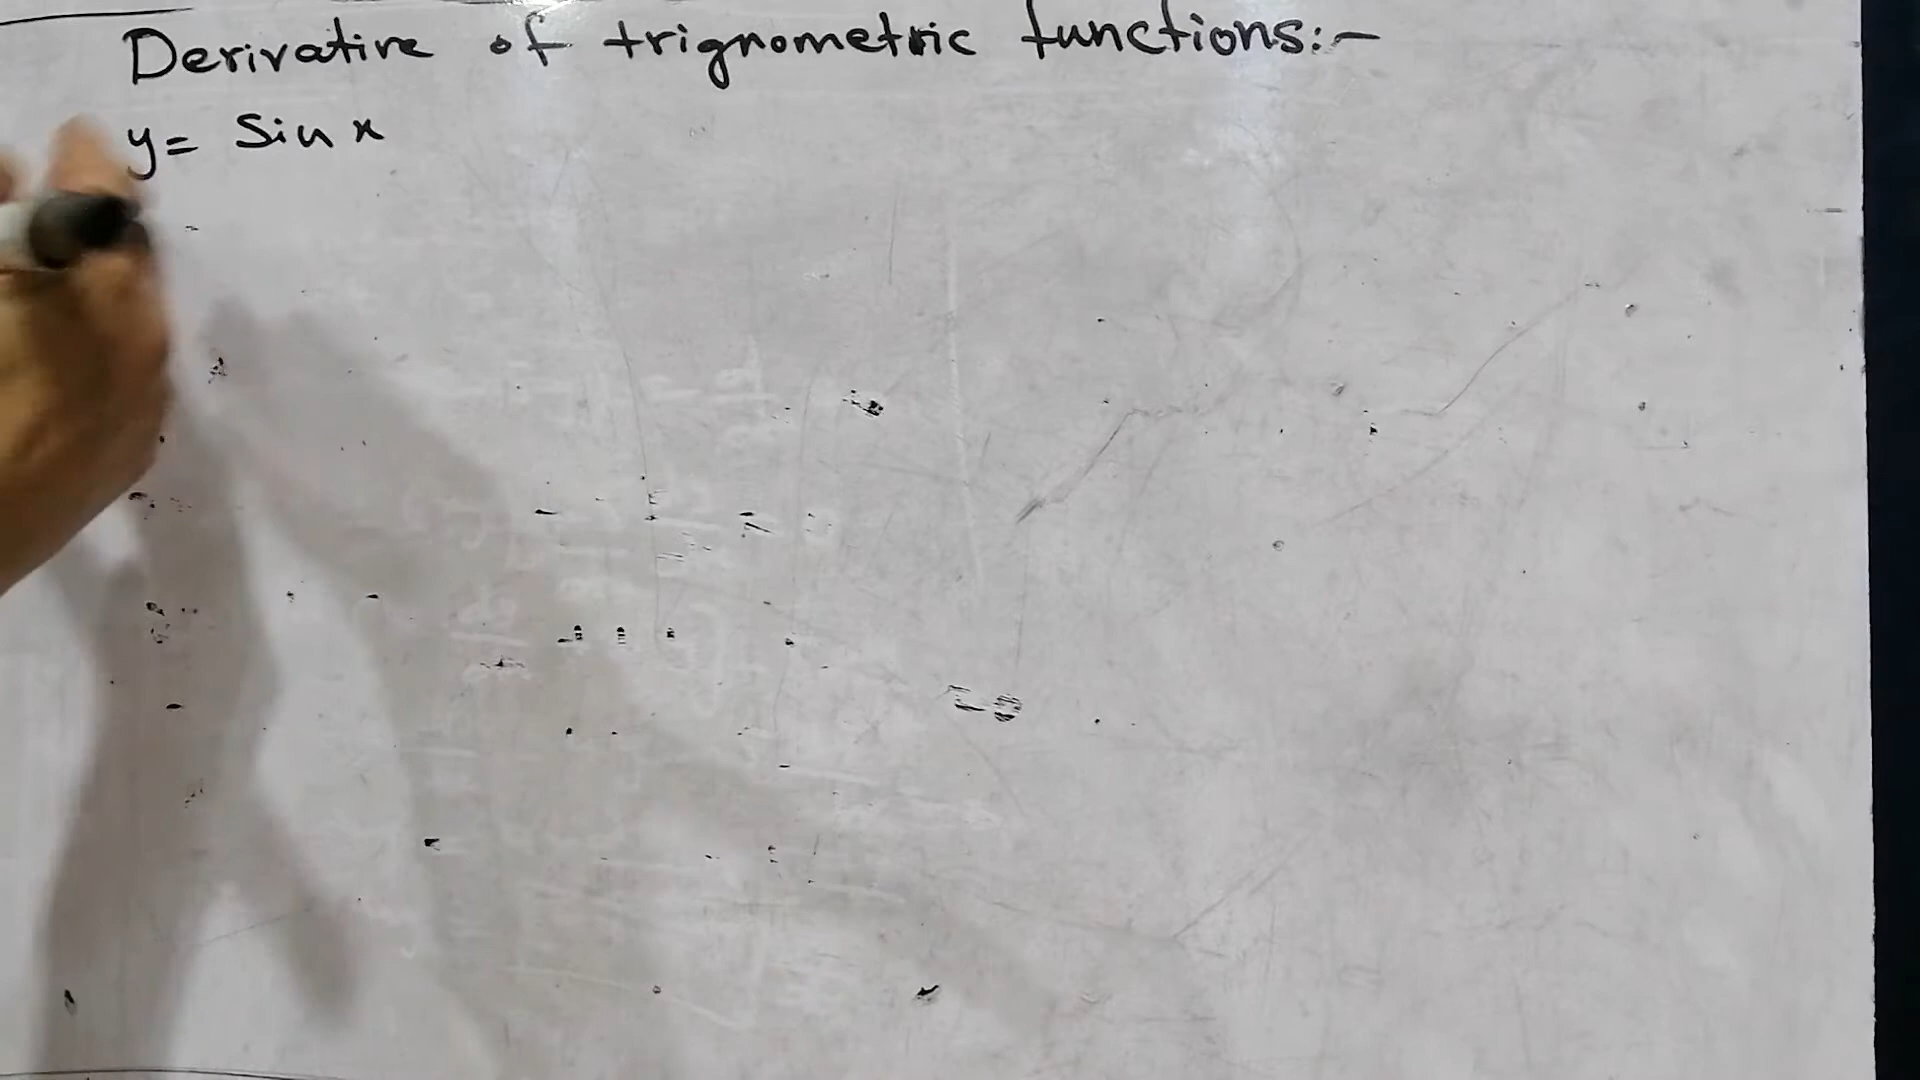 Derivative of trignometric functions:-
y= Sin x